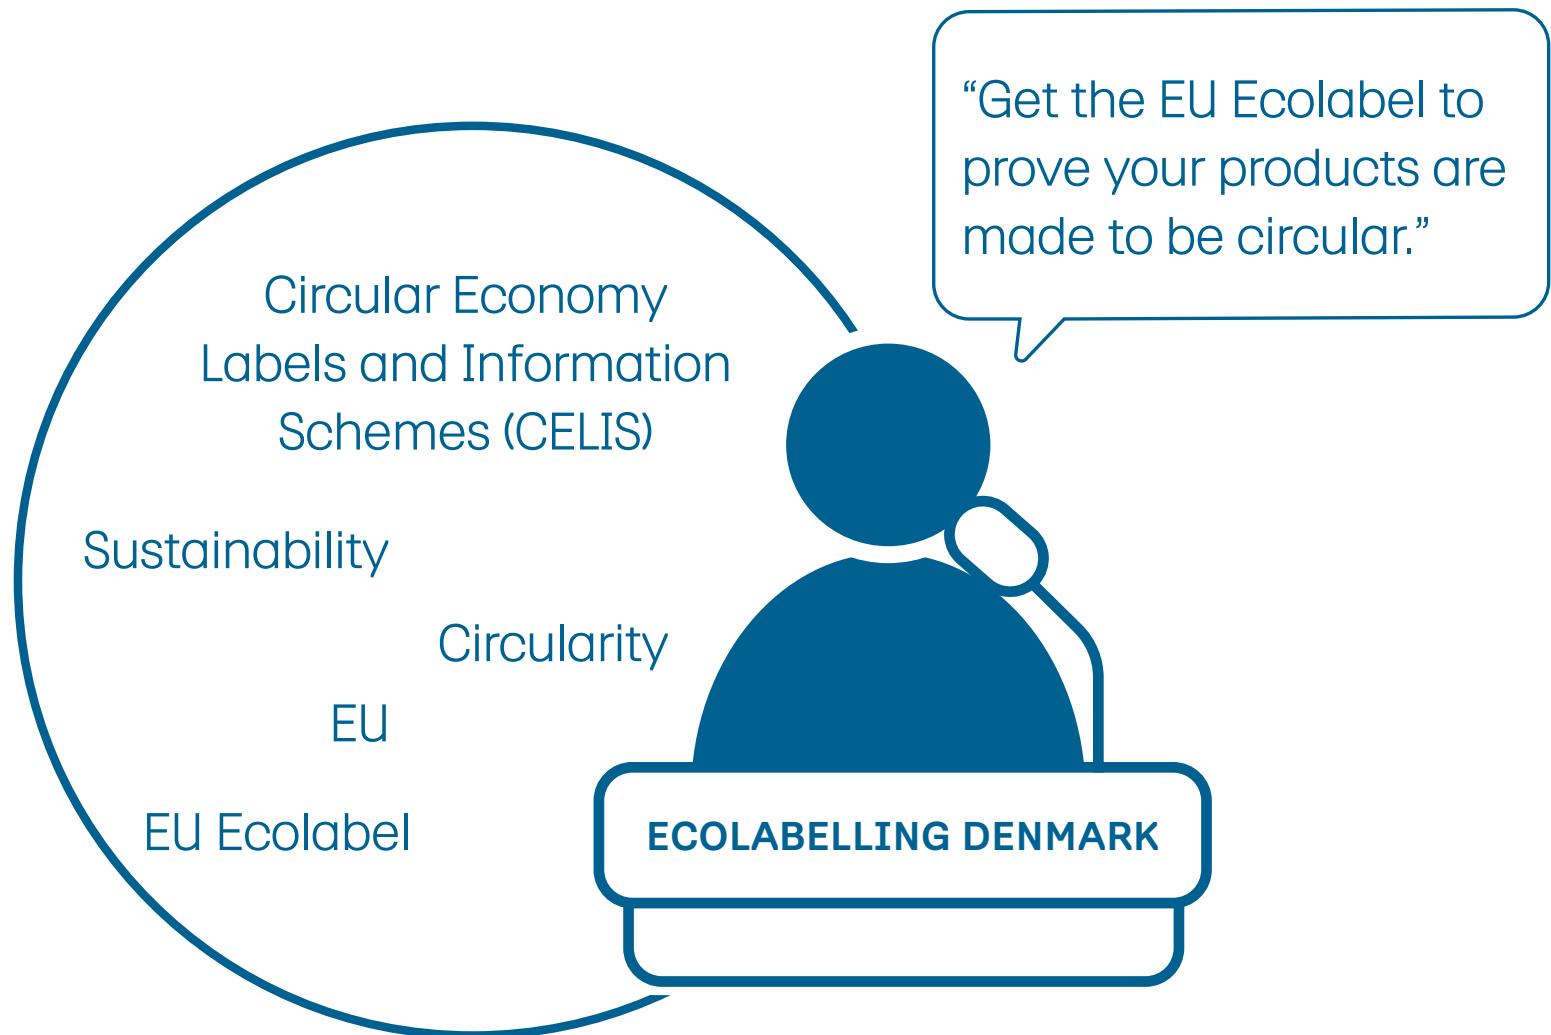 “Get the EU Ecolabel to
prove your products are
made to be circular.”
Circular Economy
Labels and Information
Schemes (CELIS)
Sustainability
Circularity
EU
EU Ecolabel
ECOLABELLING DENMARK